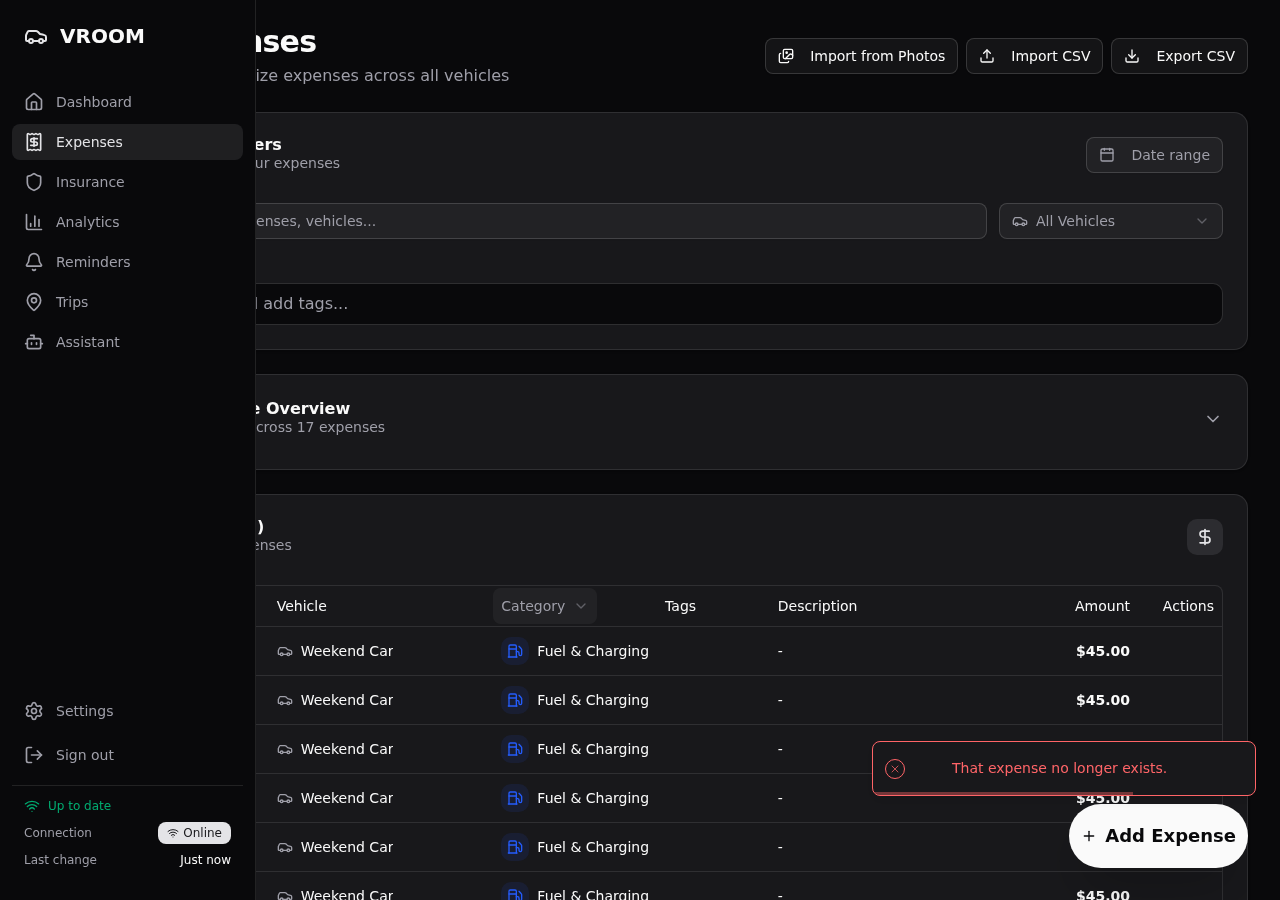 VROOM
Dashboard
Expenses
Insurance
Analytics
Reminders
Trips
Assistant
Settings
Sign out
Up to date
Connection Online
Last change Just now
nses
ize expenses across all vehicles
Import from Photos
Import CSV
Export CSV
ers
ur expenses
Date range
enses, vehicles...
All Vehicles
add tags...
e Overview
cross 17 expenses
)
enses
Vehicle Category Tags Description Amount Actions
Weekend Car Fuel & Charging - $45.00
Weekend Car Fuel & Charging - $45.00
Weekend Car Fuel & Charging -
That expense no longer exists.
Weekend Car Fuel & Charging - $45.00
Weekend Car Fuel & Charging -
+ Add Expense
Weekend Car Fuel & Charging - $45.00